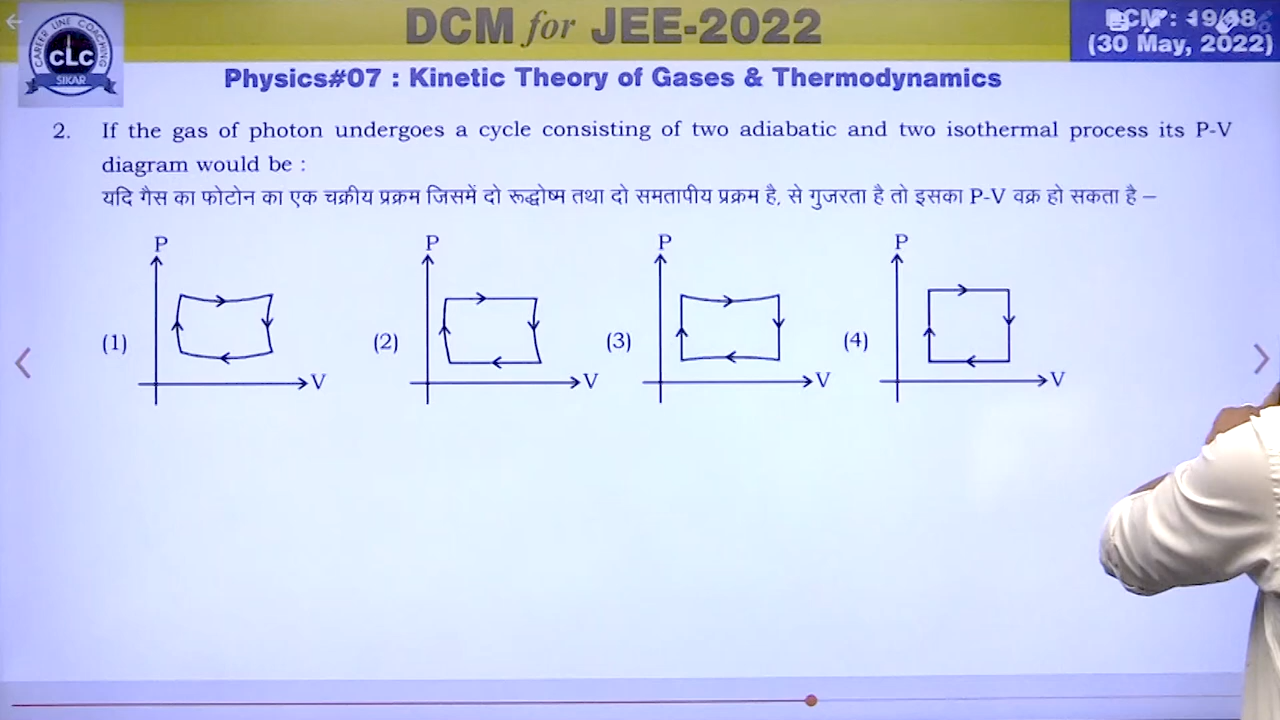 DCM for JEE-2022
(30 May, 2022)
CAREER LINE COACHING
CLC
SIKAR
Physics#07 : Kinetic Theory of Gases & Thermodynamics
2. If the gas of photon undergoes a cycle consisting of two adiabatic and two isothermal process its P-V
diagram would be :
यदि गैस का फोटोन का एक चक्रीय प्रक्रम जिसमें दो रूद्धोष्म तथा दो समतापीय प्रक्रम है, से गुजरता है तो इसका P-V वक्र हो सकता है –
P P P P
(1) (2) (3) (4)
V V V V